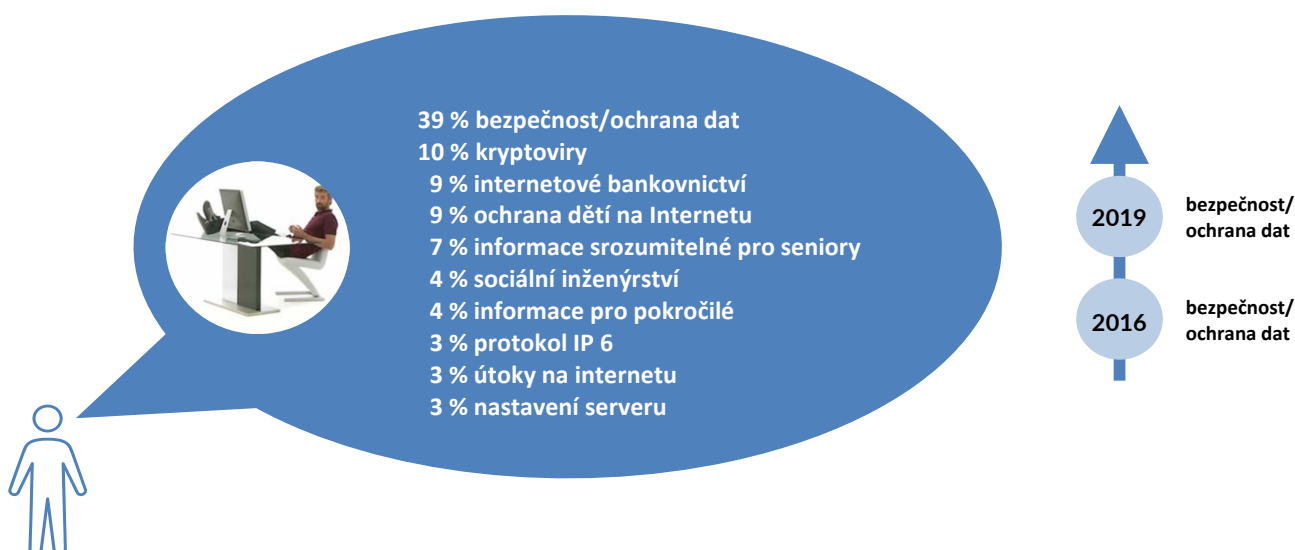 39 % bezpečnost/ochrana dat
10 % kryptoviry
9 % internetové bankovnictví
9 % ochrana dětí na Internetu
7 % informace srozumitelné pro seniory
4 % sociální inženýrství
4 % informace pro pokročilé
3 % protokol IP 6
3 % útoky na internetu
3 % nastavení serveru
2019
bezpečnost/
ochrana dat
2016
bezpečnost/
ochrana dat